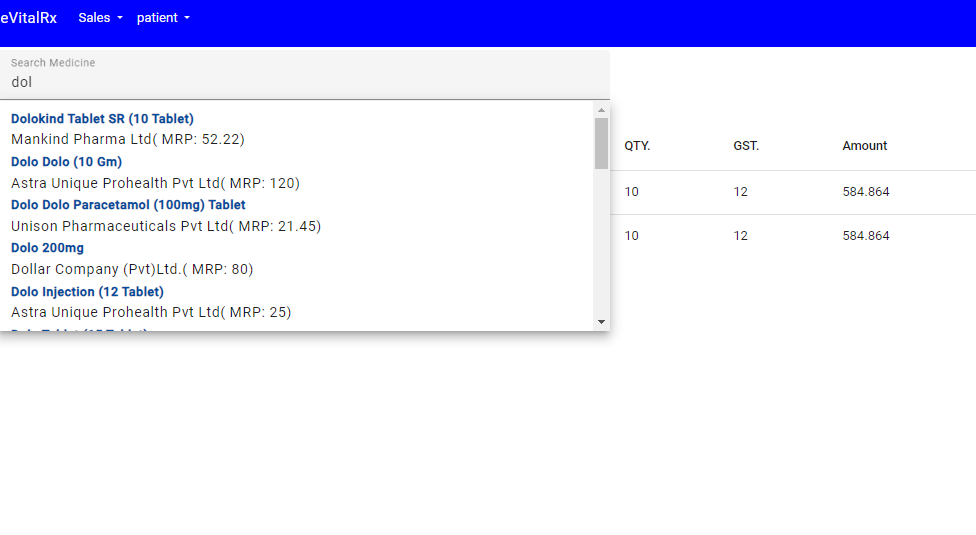 eVitalRx Sales patient
Search Medicine
dol
Dolokind Tablet SR (10 Tablet)
Mankind Pharma Ltd( MRP: 52.22)
Dolo Dolo (10 Gm)
Astra Unique Prohealth Pvt Ltd( MRP: 120)
Dolo Dolo Paracetamol (100mg) Tablet
Unison Pharmaceuticals Pvt Ltd( MRP: 21.45)
Dolo 200mg
Dollar Company (Pvt)Ltd.( MRP: 80)
Dolo Injection (12 Tablet)
Astra Unique Prohealth Pvt Ltd( MRP: 25)
QTY. GST. Amount
10 12 584.864
10 12 584.864